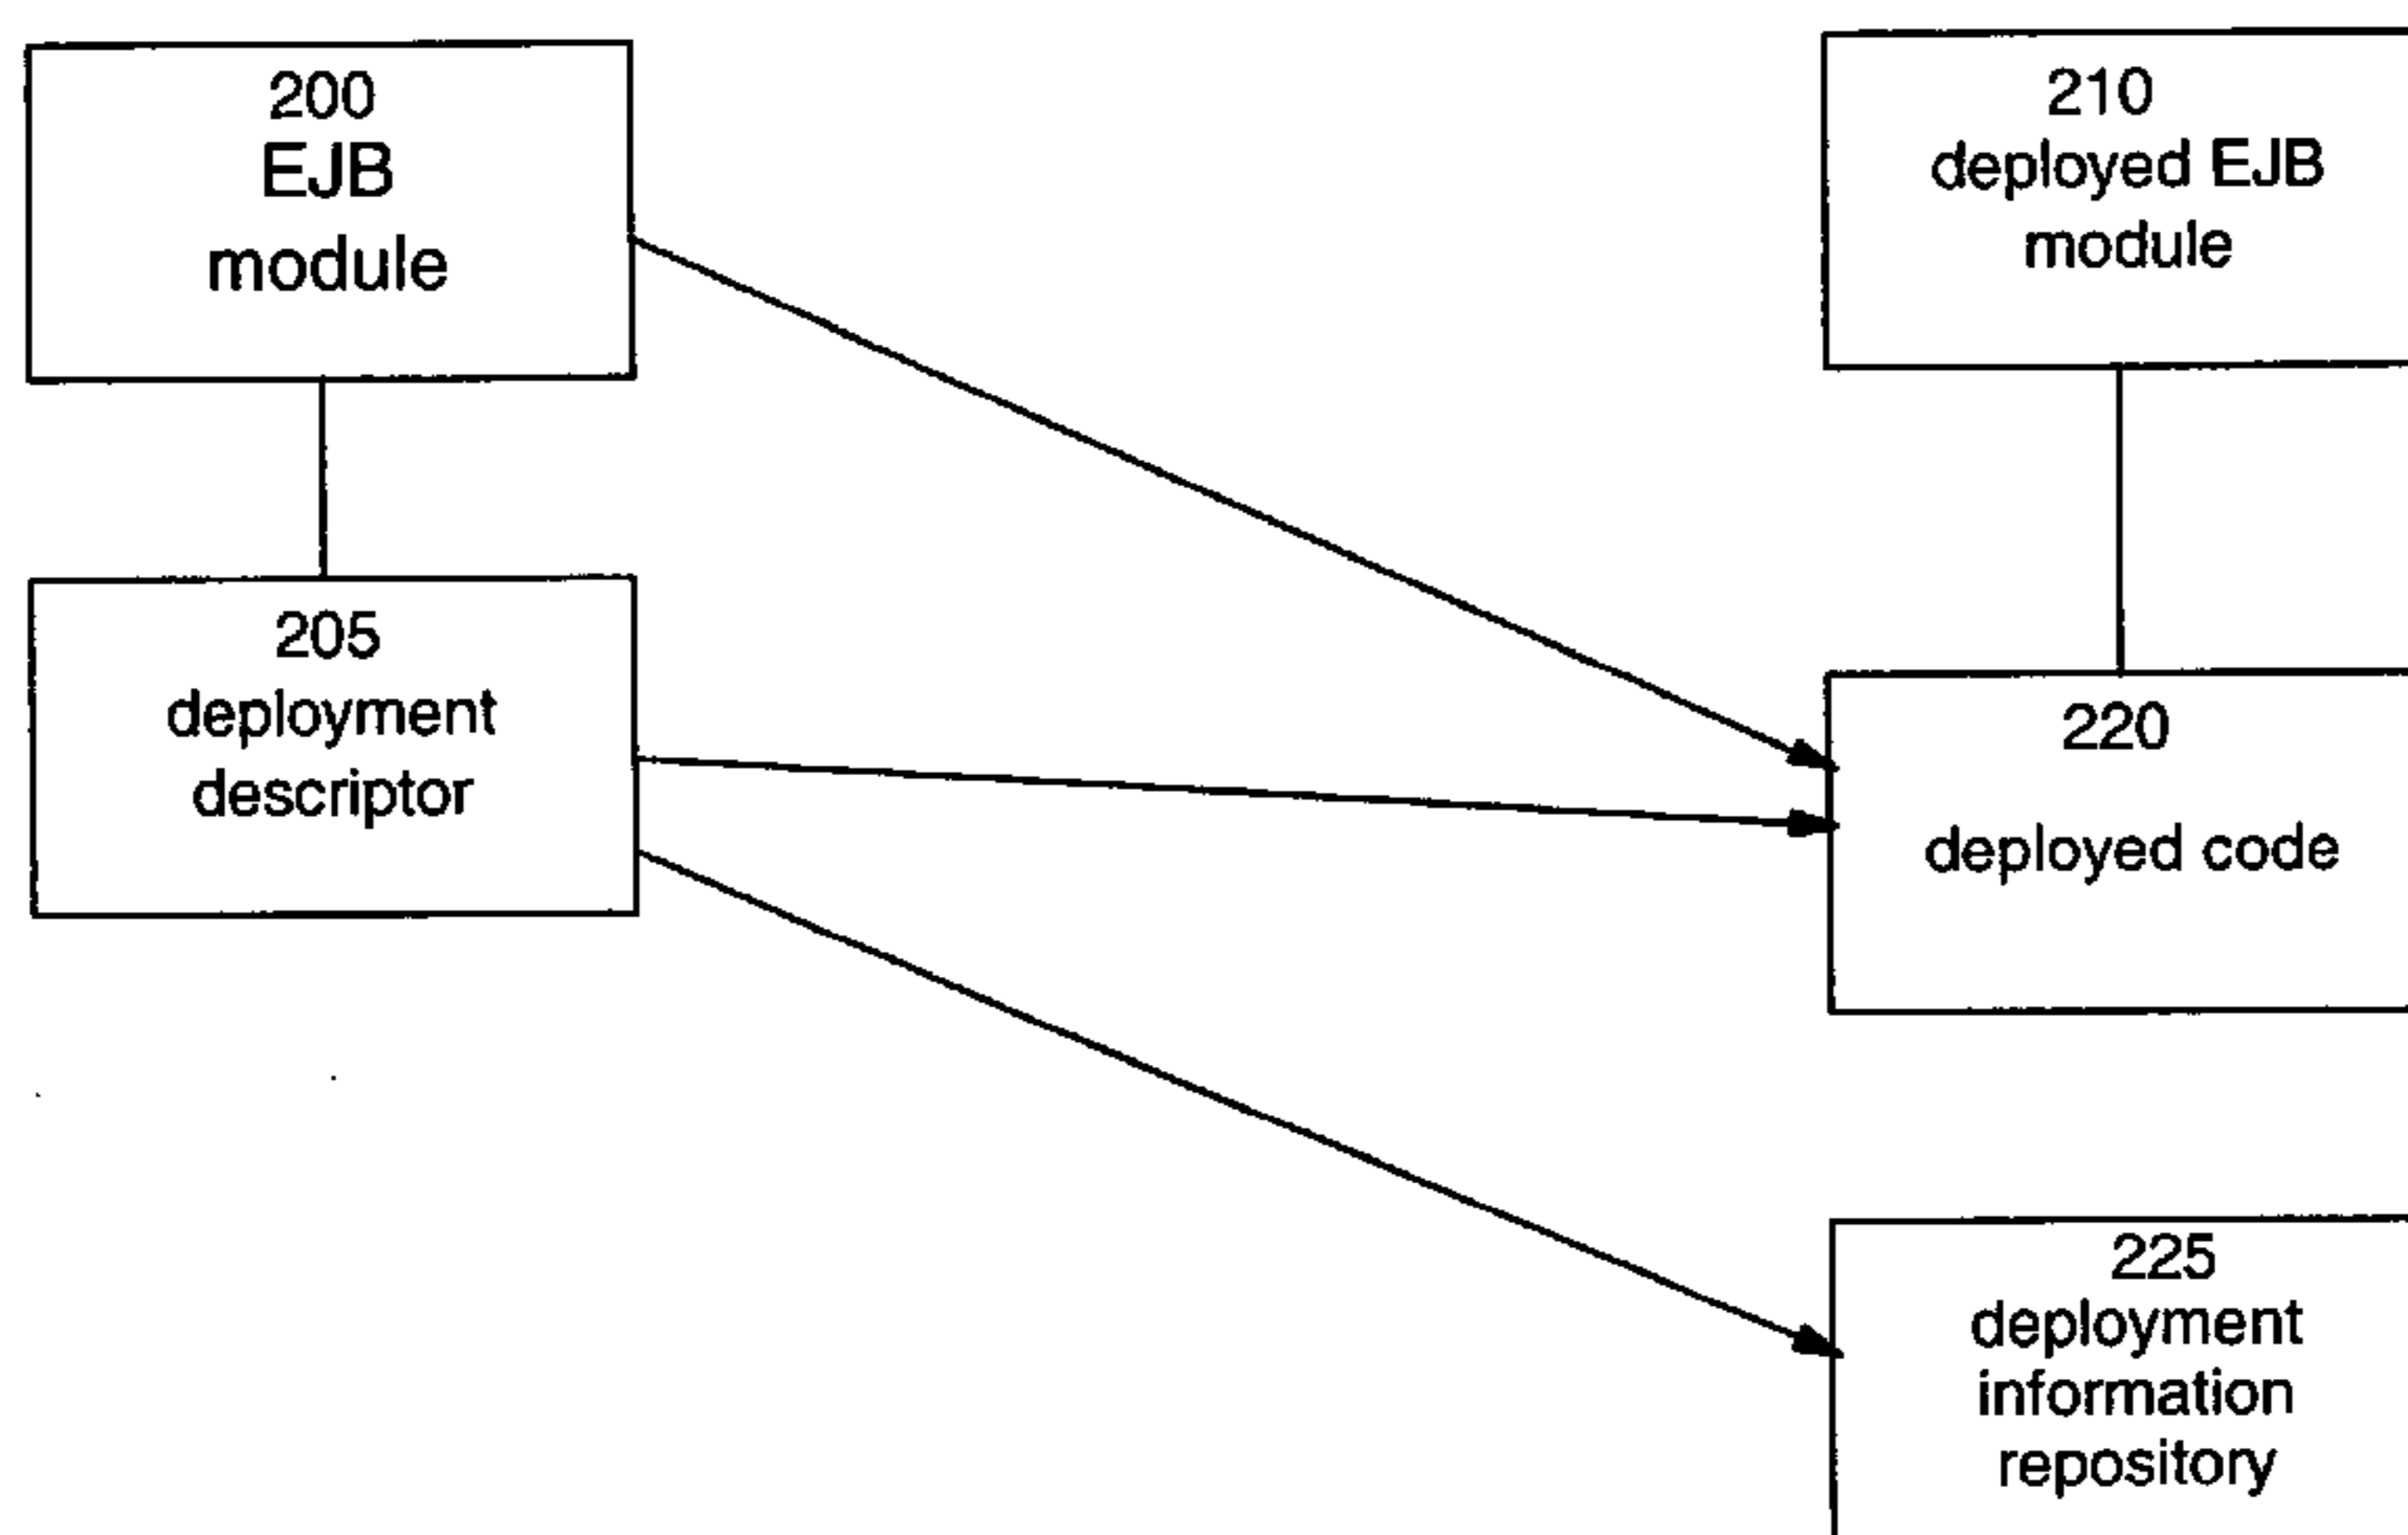 200
EJB
module
205
deployment
descriptor
210
deployed EJB
module
220
deployed code
225
deployment
information
repository